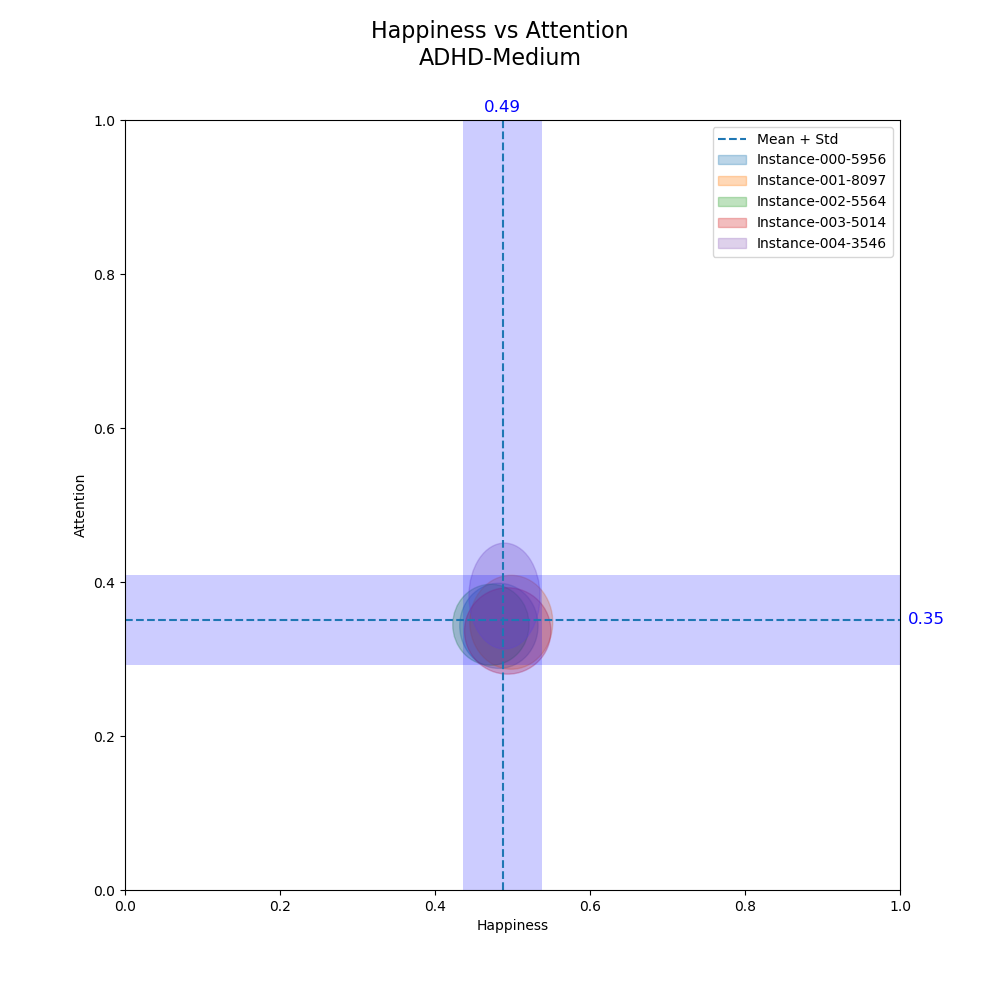 Happiness vs Attention
ADHD-Medium
0.49
1.0
Mean + Std
Instance-000-5956
Instance-001-8097
Instance-002-5564
Instance-003-5014
Instance-004-3546
0.8
0.6
Attention
0.4
0.35
0.2
0.0
0.0 0.2 0.4 0.6 0.8 1.0
Happiness